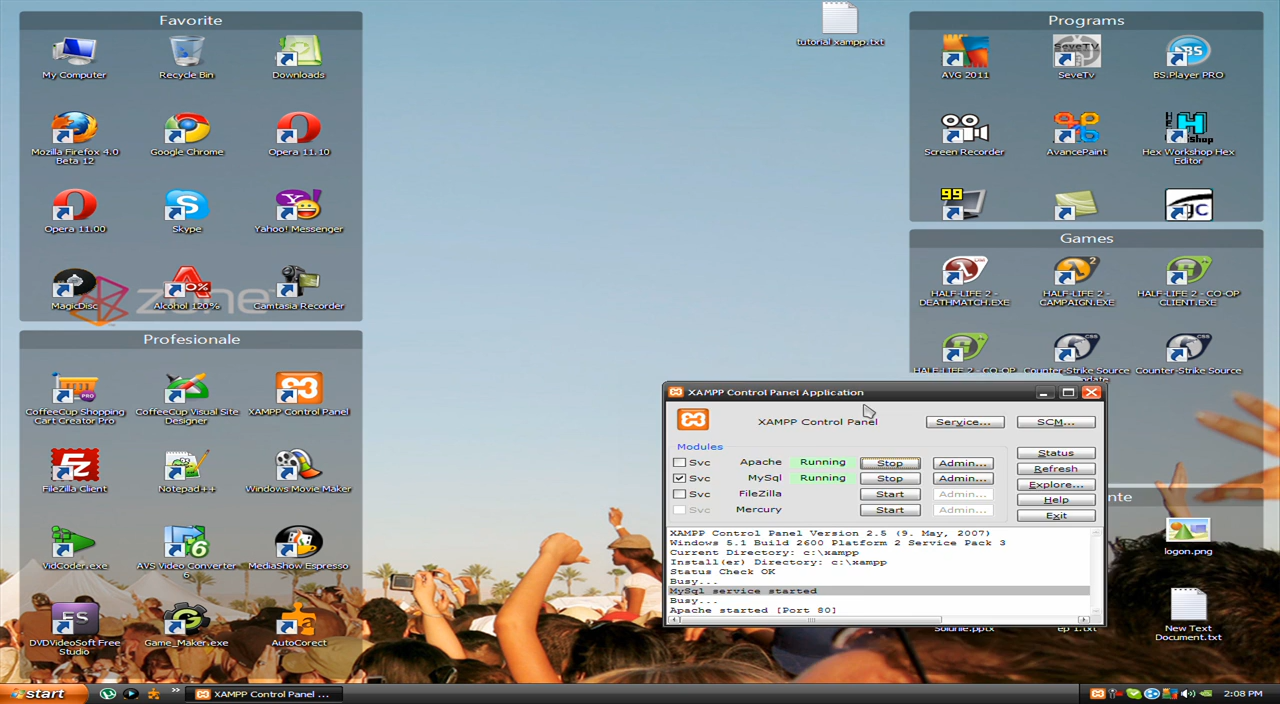 Favorite
My Computer
Recycle Bin
Downloads
Mozilla Firefox 4.0
Beta 12
Google Chrome
Opera 11.10
Opera 11.00
Skype
Yahoo! Messenger
MagicDisc
Alcohol 120%
Camtasia Recorder
zone
Profesionale
CoffeeCup Shopping
Cart Creator Pro
CoffeeCup Visual Site
Designer
XAMPP Control Panel
FileZilla Client
Notepad++
Windows Movie Maker
VidCoder.exe
AVS Video Converter
6
MediaShow Espresso
DVDVideoSoft Free
Studio
Game_Maker.exe
AutoCorect
tutorial xampp.txt
Programs
AVG 2011
SeveTv
BS.Player PRO
Screen Recorder
AvancePaint
Hex Workshop Hex
Editor
99
Games
HALF-LIFE 2 -
DEATHMATCH.EXE
HALF-LIFE 2 -
CAMPAIGN.EXE
HALF-LIFE 2 - CO-OP
CLIENT.EXE
HALF-LIFE 2 - CO-OP
Counter-Strike Source
Counter-Strike Source
XAMPP Control Panel Application
XAMPP Control Panel
Service...
SCM...
Modules
Svc Apache Running Stop Admin...
Svc MySql Running Stop Admin...
Svc FileZilla Start Admin...
Svc Mercury Start Admin...
Status
Refresh
Explore...
Help
Exit
XAMPP Control Panel Version 2.5 (9. May, 2007)
Windows 5.1 Build 2600 Platform 2 Service Pack 3
Current Directory: c:\xampp
Install(er) Directory: c:\xampp
Status Check OK
Busy...
MySql service started
Busy...
Apache started [Port 80]
logon.png
New Text
Document.txt
start
XAMPP Control Panel ...
2:08 PM